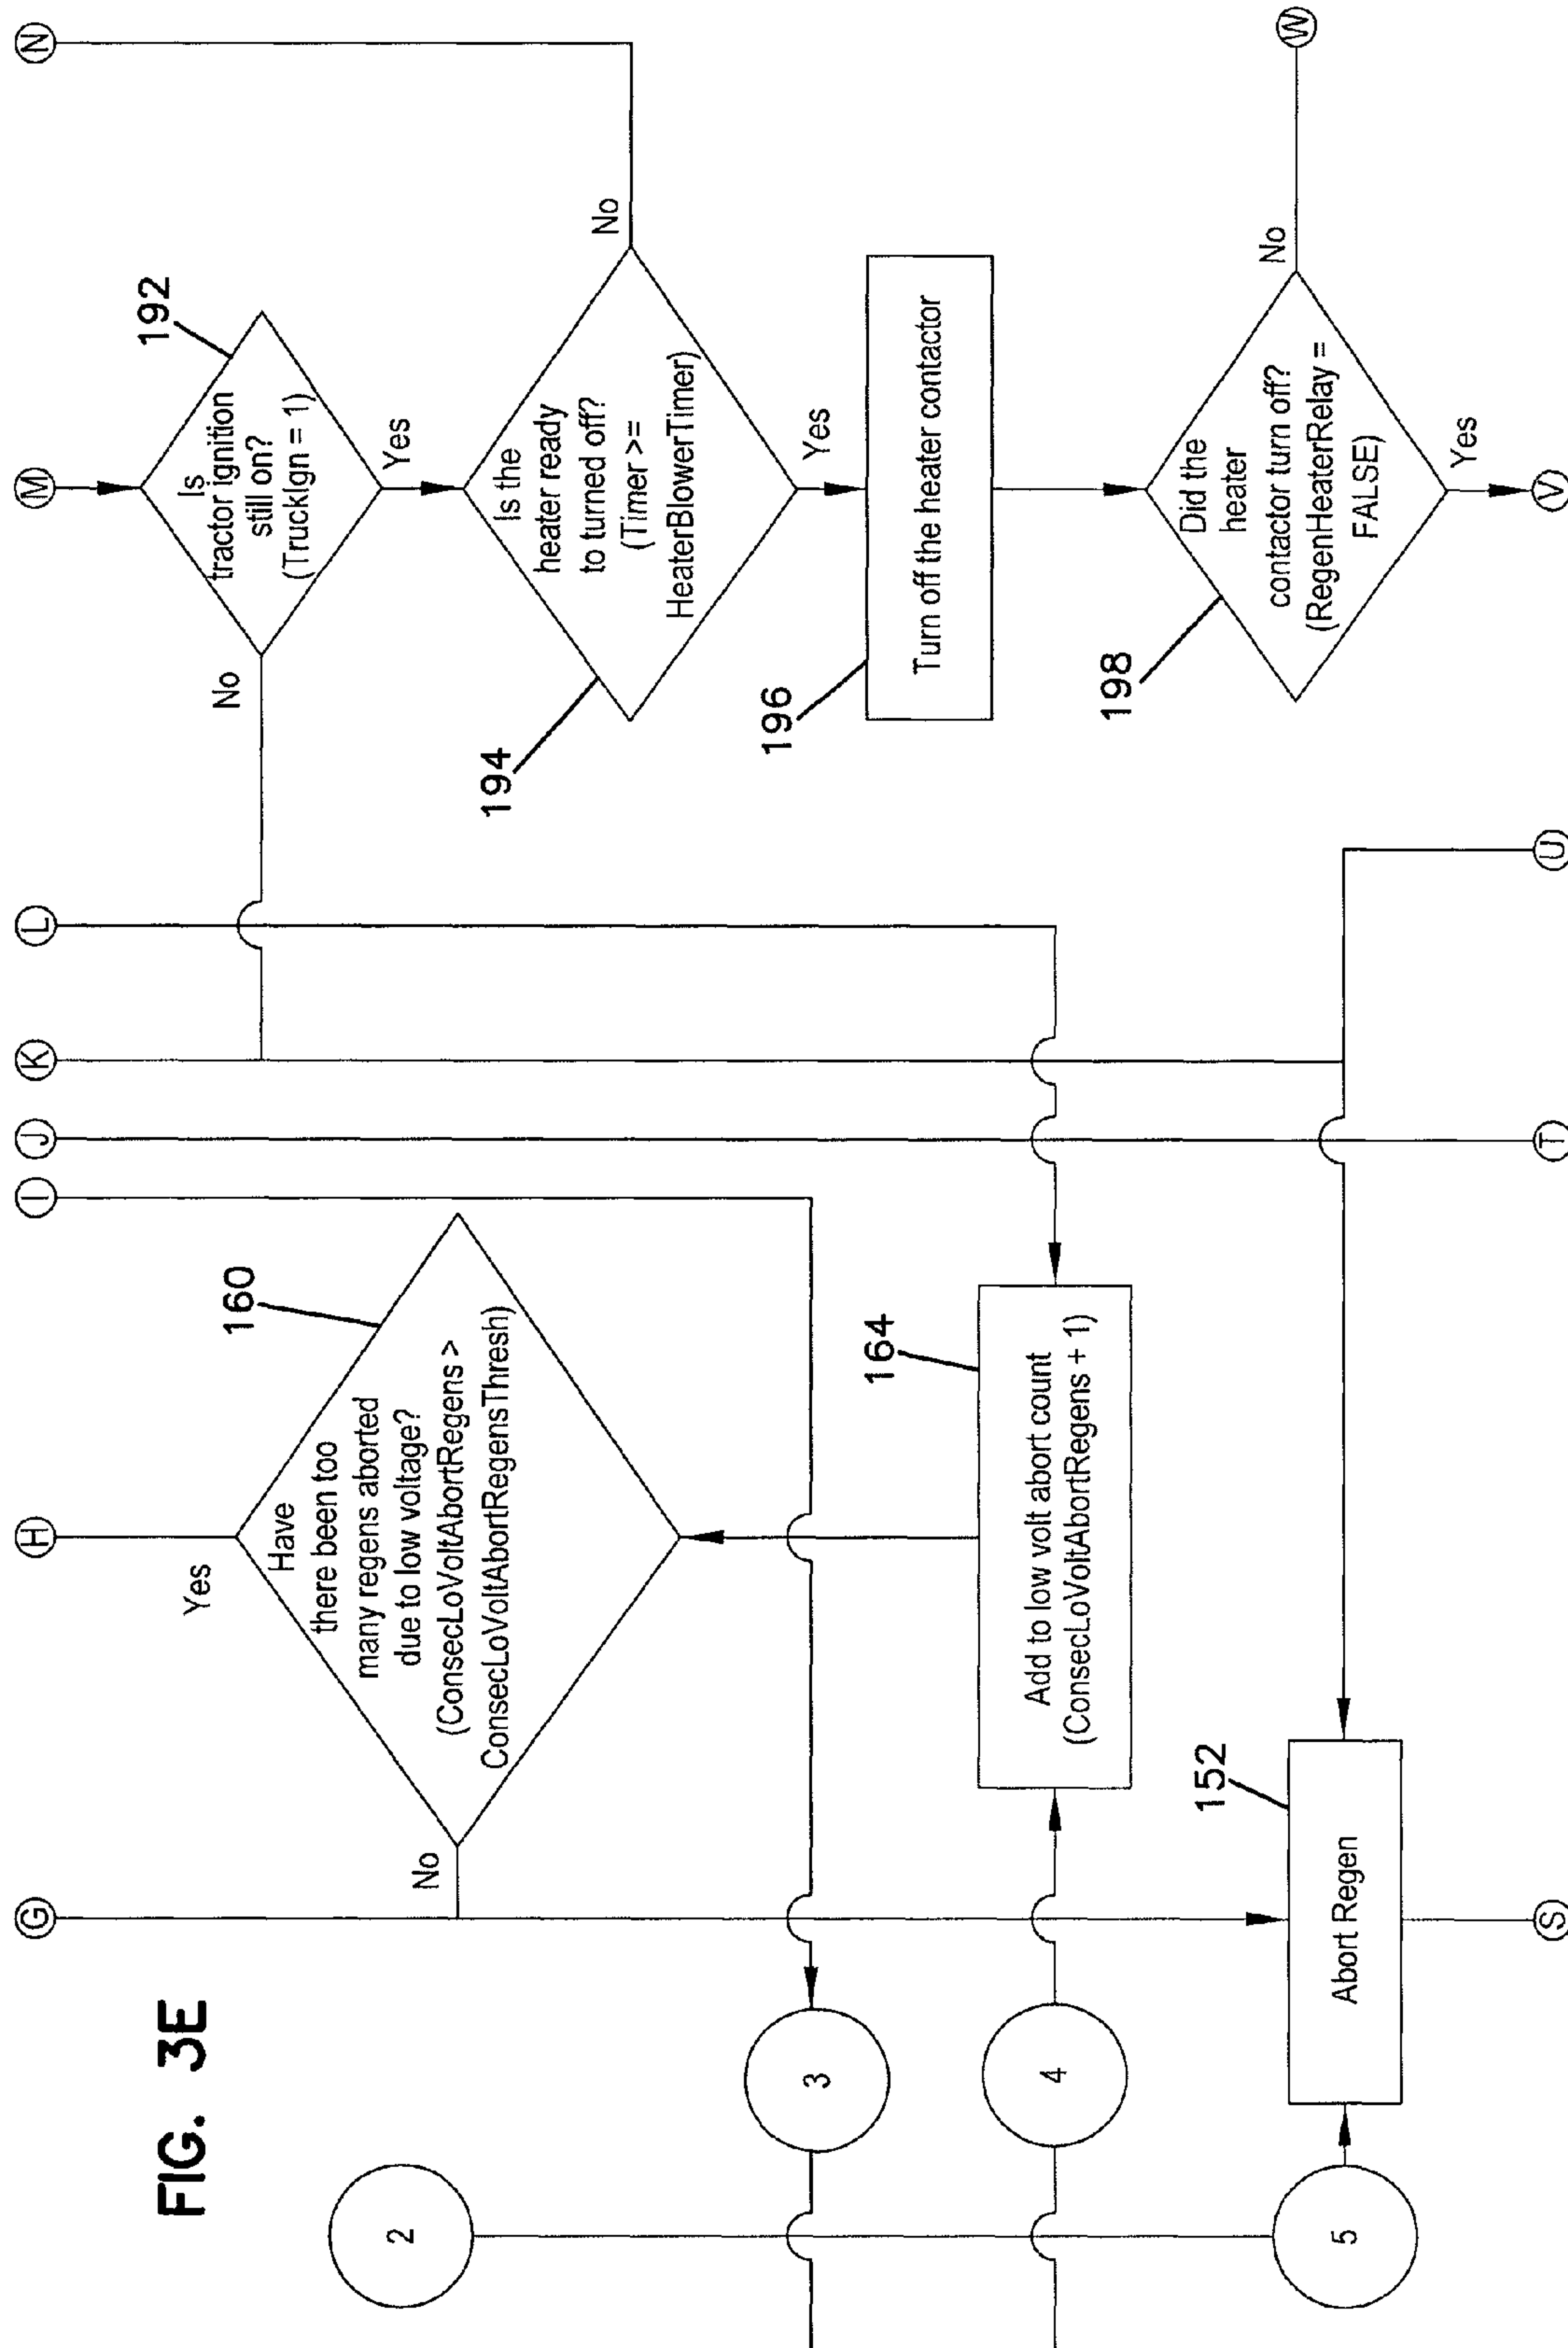 FIG. 3E
G
H
I
J
K
L
M
N
2
3
4
5
Yes
Have
there been too
many regens aborted
due to low voltage?
(ConsecLoVoltAbortRegens >
ConsecLoVoltAbortRegensThresh)
160
No
Add to low volt abort count
(ConsecLoVoltAbortRegens + 1)
164
Abort Regen
152
Is
tractor ignition
still on?
(TruckIgn = 1)
192
No
Yes
Is the
heater ready
to turned off?
(Timer >=
HeaterBlowerTimer)
194
No
Yes
Turn off the heater contactor
196
Did the
heater
contactor turn off?
(RegenHeaterRelay =
FALSE)
198
No
W
Yes
S
T
U
V